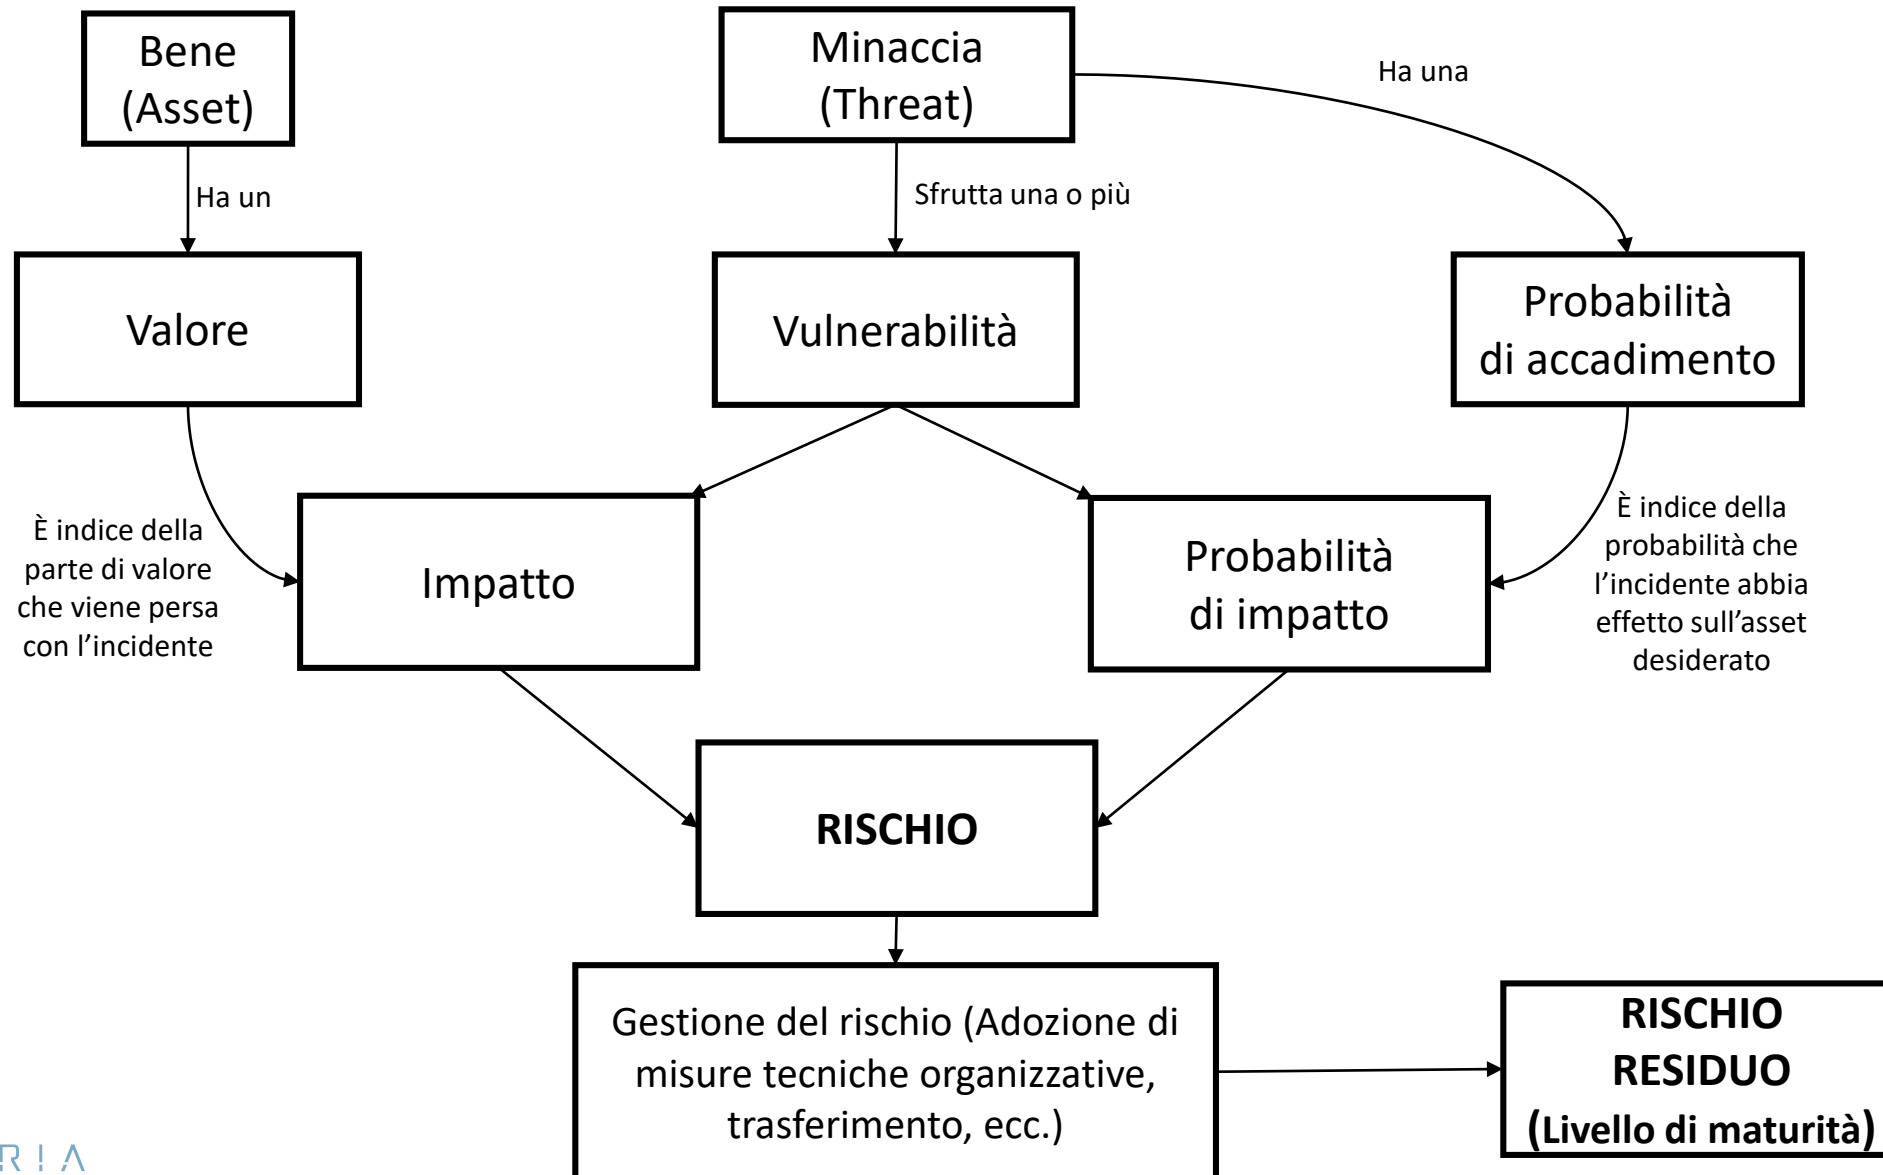 Bene
(Asset)
Minaccia
(Threat)
Ha una
Ha un
Sfrutta una o più
Valore
Vulnerabilità
Probabilità
di accadimento
È indice della
parte di valore
che viene persa
con l'incidente
Impatto
Probabilità
di impatto
È indice della
probabilità che
l'incidente abbia
effetto sull'asset
desiderato
RISCHIO
Gestione del rischio (Adozione di
misure tecniche organizzative,
trasferimento, ecc.)
RISCHIO
RESIDUO
(Livello di maturità)